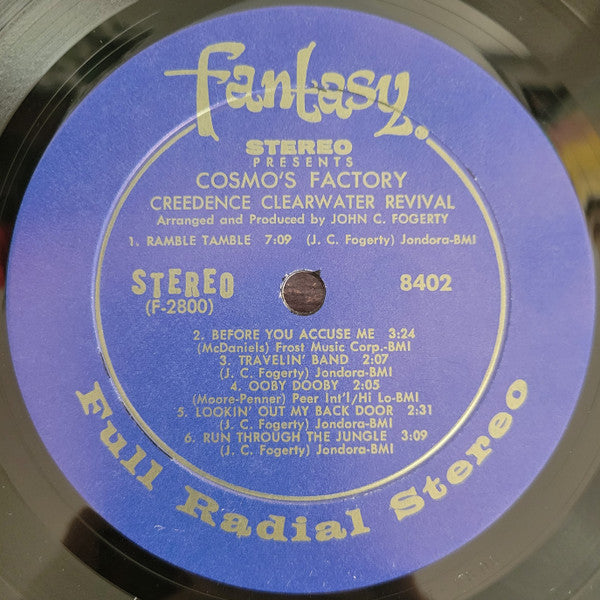 fantasy.
STEREO
PRESENTS
COSMO'S FACTORY
CREEDENCE CLEARWATER REVIVAL
Arranged and Produced by JOHN C. FOGERTY
1. RAMBLE TAMBLE 7:09 (J. C. Fogerty) Jondora-BMI
STEREO 8402
(F-2800)
2. BEFORE YOU ACCUSE ME 3:24
(McDaniels) Frost Music Corp.-BMI
3. TRAVELIN' BAND 2:07
(J. C. Fogerty) Jondora-BMI
4. OOBY DOOBY 2:05
(Moore-Penner) Peer Int'l/Hi Lo-BMI
5. LOOKIN' OUT MY BACK DOOR 2:31
(J. C. Fogerty) Jondora-BMI
6. RUN THROUGH THE JUNGLE 3:09
(J. C. Fogerty) Jondora-BMI
Full Radial Stereo